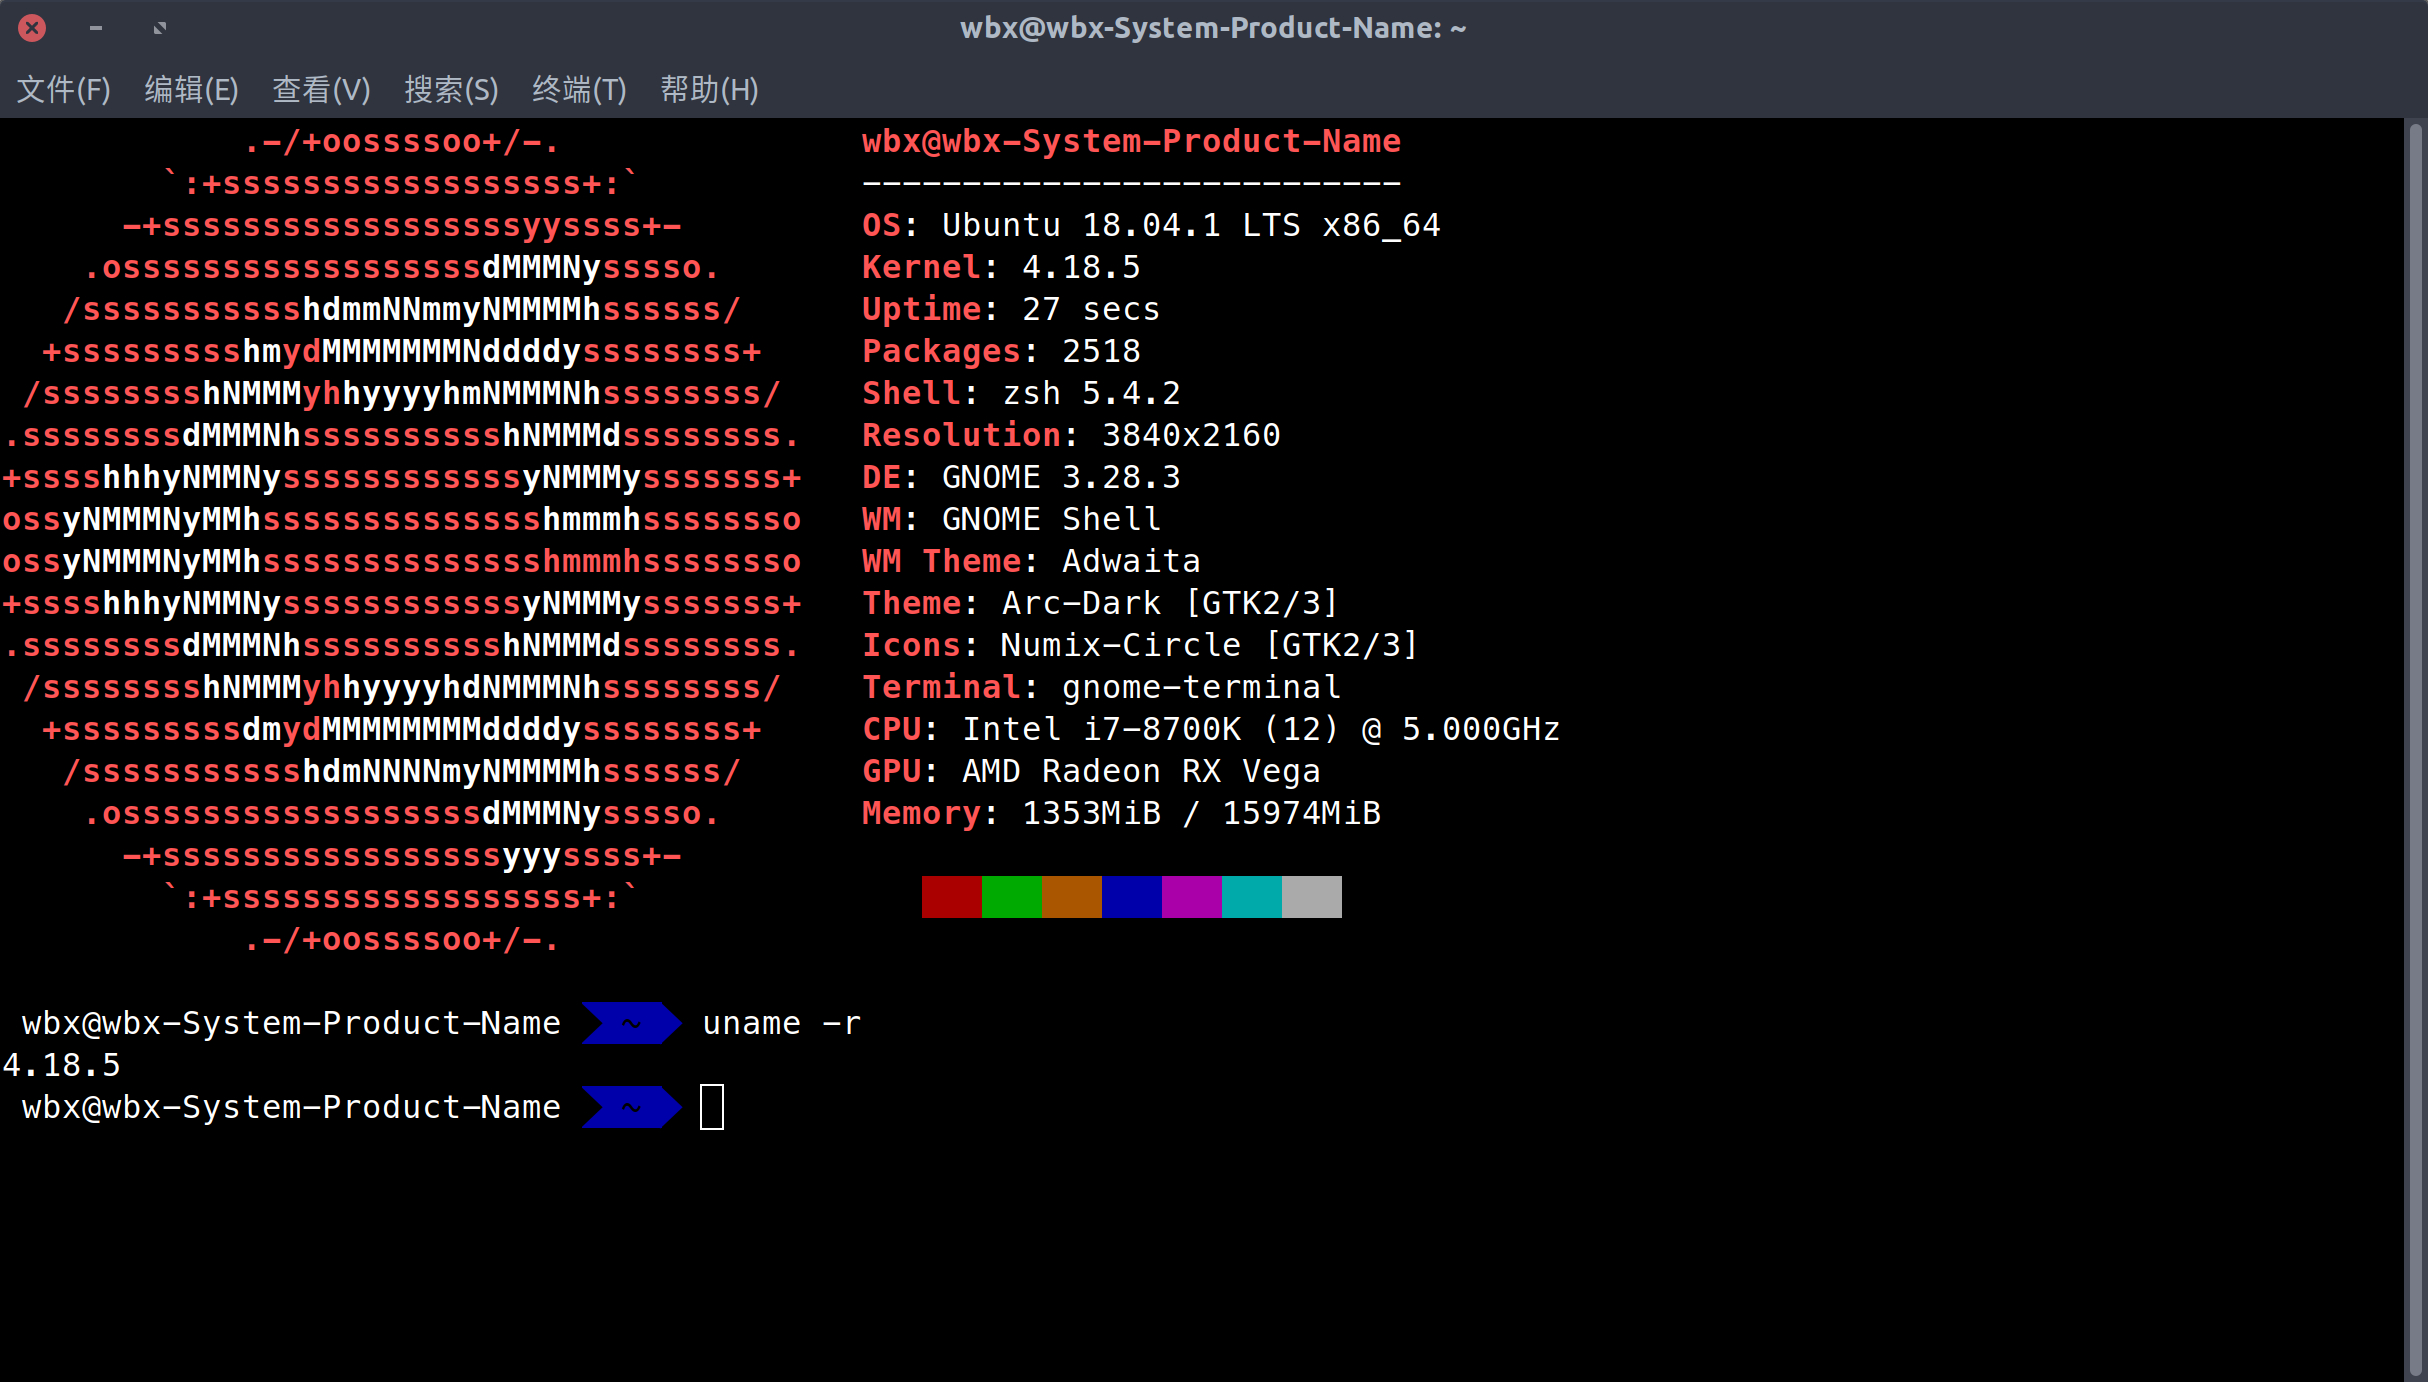 wbx@wbx-System-Product-Name: ~
文件(F) 编辑(E) 查看(V) 搜索(S) 终端(T) 帮助(H)
.-/+oossssoo+/-. wbx@wbx-System-Product-Name
`:+ssssssssssssssssss+:` ---------------------------
-+ssssssssssssssssssyyssss+- OS: Ubuntu 18.04.1 LTS x86_64
.ossssssssssssssssssdMMMNysssso. Kernel: 4.18.5
/ssssssssssshdmmNNmmyNMMMMhssssss/ Uptime: 27 secs
+ssssssssshmydMMMMMMMNddddyssssssss+ Packages: 2518
/sssssssshNMMMyhhyyyyhmNMMMNhssssssss/ Shell: zsh 5.4.2
.ssssssssdMMMNhsssssssssshNMMMdssssssss. Resolution: 3840x2160
+sssshhhyNMMNyssssssssssssyNMMMysssssss+ DE: GNOME 3.28.3
ossyNMMMNyMMhsssssssssssssshmmmhssssssso WM: GNOME Shell
ossyNMMMNyMMhsssssssssssssshmmmhssssssso WM Theme: Adwaita
+sssshhhyNMMNyssssssssssssyNMMMysssssss+ Theme: Arc-Dark [GTK2/3]
.ssssssssdMMMNhsssssssssshNMMMdssssssss. Icons: Numix-Circle [GTK2/3]
/sssssssshNMMMyhhyyyyhdNMMMNhssssssss/ Terminal: gnome-terminal
+sssssssssdmydMMMMMMMMddddyssssssss+ CPU: Intel i7-8700K (12) @ 5.000GHz
/ssssssssssshdmNNNNmyNMMMMhssssss/ GPU: AMD Radeon RX Vega
.ossssssssssssssssssdMMMNysssso. Memory: 1353MiB / 15974MiB
-+sssssssssssssssssyyyssss+-
`:+ssssssssssssssssss+:`
.-/+oossssoo+/-.
wbx@wbx-System-Product-Name ~ uname -r
4.18.5
wbx@wbx-System-Product-Name ~